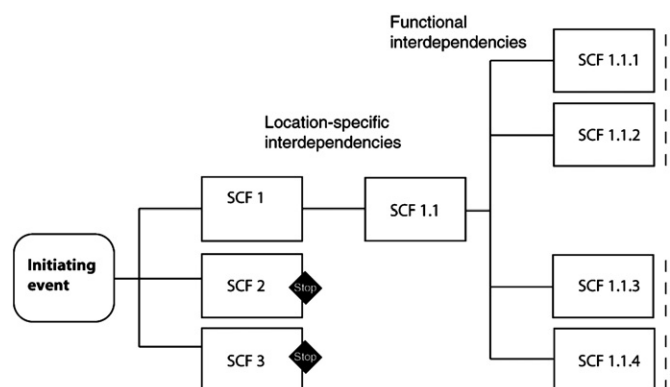 Functional
interdependencies
SCF 1.1.1
SCF 1.1.2
Location-specific
interdependencies
SCF 1
SCF 1.1
Initiating
event
SCF 2
Stop
SCF 1.1.3
SCF 3
Stop
SCF 1.1.4